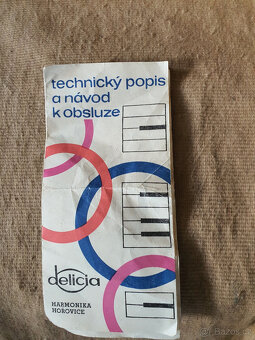 technický popis
a návod
k obsluze
delicia
HARMONIKA
HOŘOVICE